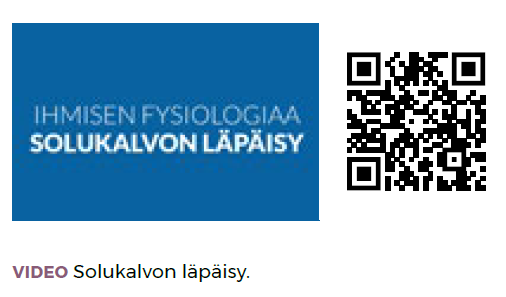 IHMISEN FYSIOLOGIAA
SOLUKALVON LÄPÄISY
VIDEO Solukalvon läpäisy.